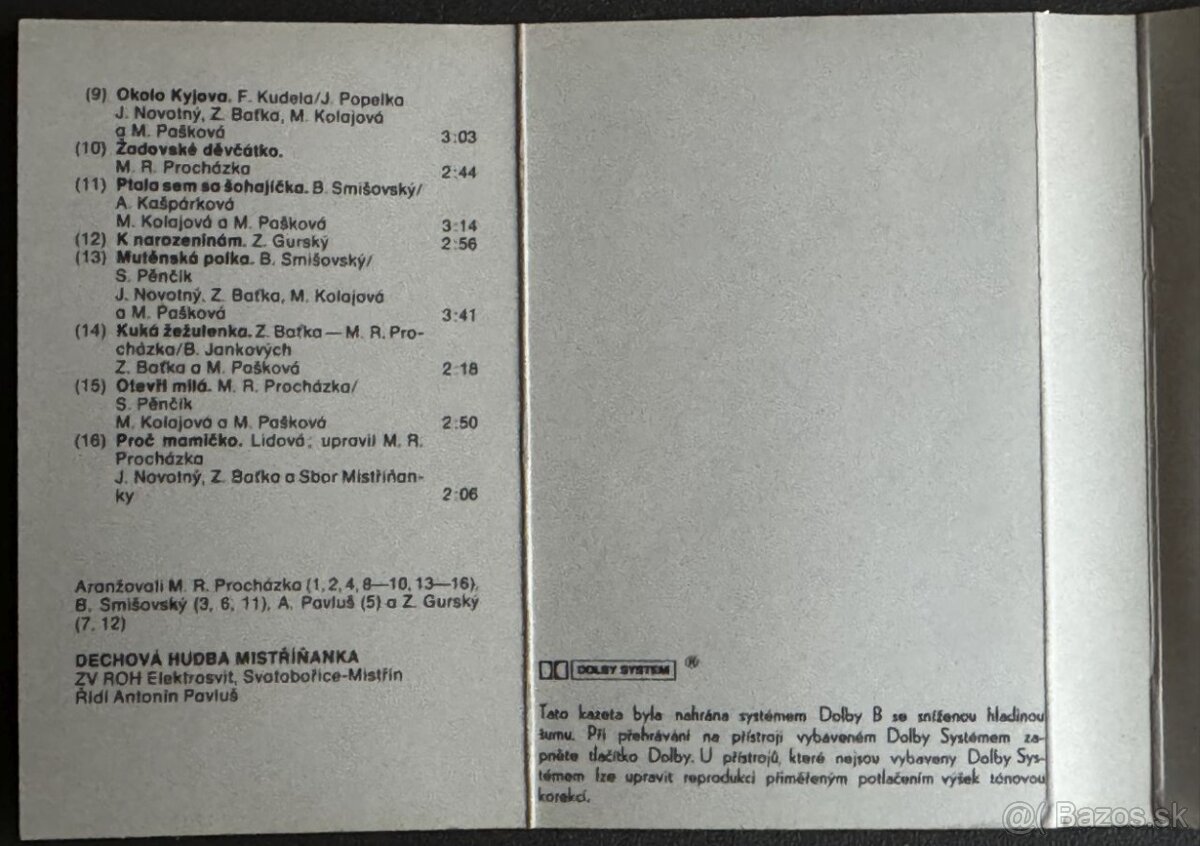 (9) Okolo Kyjova. F. Kudela/J. Popelka
J. Novotný, Z. Baťka, M. Kolajová
a M. Pašková 3:03
(10) Žadovské děvčátko.
M. R. Procházka 2:44
(11) Ptala sem sa šohajíčka. B. Smišovský/
A. Kašpárková
M. Kolajová a M. Pašková 3:14
(12) K narozeninám. Z. Gurský 2:56
(13) Muténská polka. B. Smišovský/
S. Pěnčík
J. Novotný, Z. Baťka, M. Kolajová
a M. Pašková 3:41
(14) Kuká žežulenka. Z. Baťka — M. R. Pro-
cházka/B. Jankových
Z. Baťka a M. Pašková 2:18
(15) Otevři milá. M. R. Procházka/
S. Pěnčík
M. Kolajová a M. Pašková 2:50
(16) Proč mamičko. Lidová; upravil M. R.
Procházka
J. Novotný, Z. Baťka a Sbor Mistříňan-
ky 2:06
Aranžovali M. R. Procházka (1, 2, 4, 8—10, 13—16),
B. Smišovský (3, 6, 11), A. Pavluš (5) a Z. Gurský
(7, 12)
DECHOVÁ HUDBA MISTŘÍŇANKA
ZV ROH Elektrosvit, Svatobořice-Mistřín
Řídí Antonín Pavluš
DOLBY SYSTEM ®
Tato kazeta byla nahrána systémem Dolby B se sníženou hladinou
šumu. Při přehrávání na přístroji vybaveném Dolby Systémem za-
pněte tlačítko Dolby. U přístrojů, které nejsou vybaveny Dolby Sys-
témem lze upravit reprodukci přiměřeným potlačením výšek tónovou
korekcí.
@( Bazos.sk